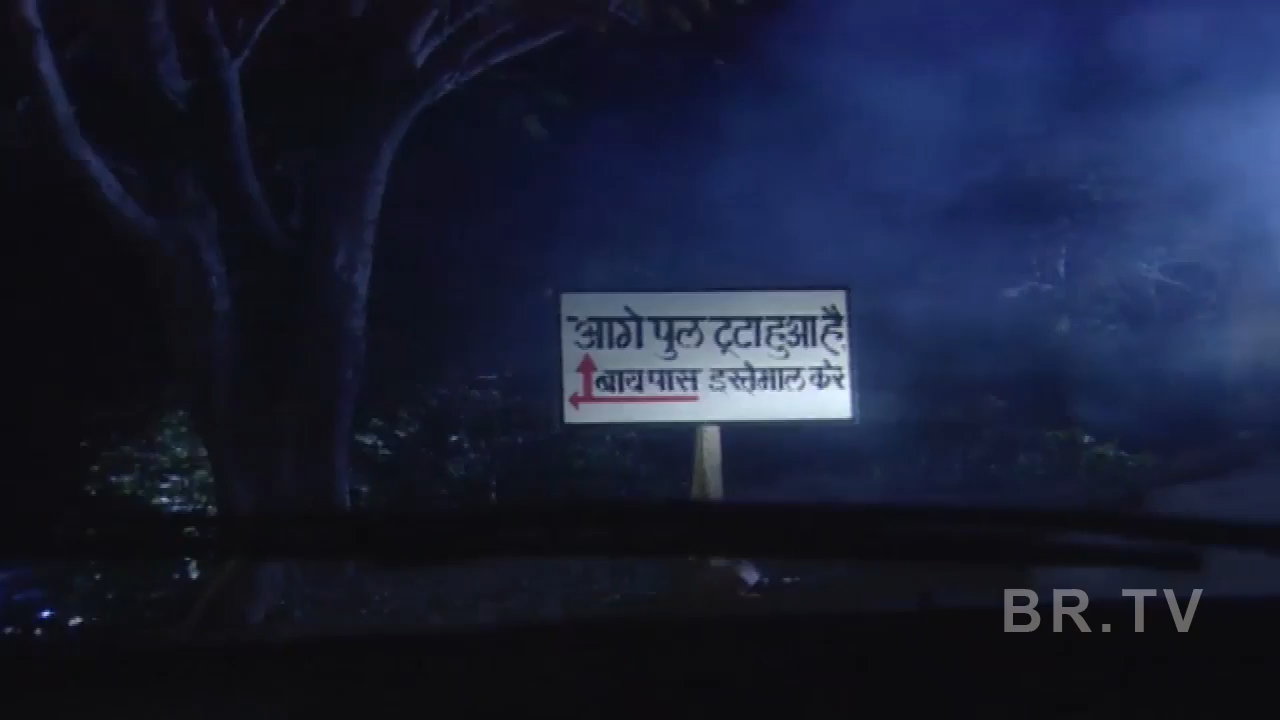 आगे पुल टूटा हुआ है
बायपास इस्तेमाल करे
BR.TV